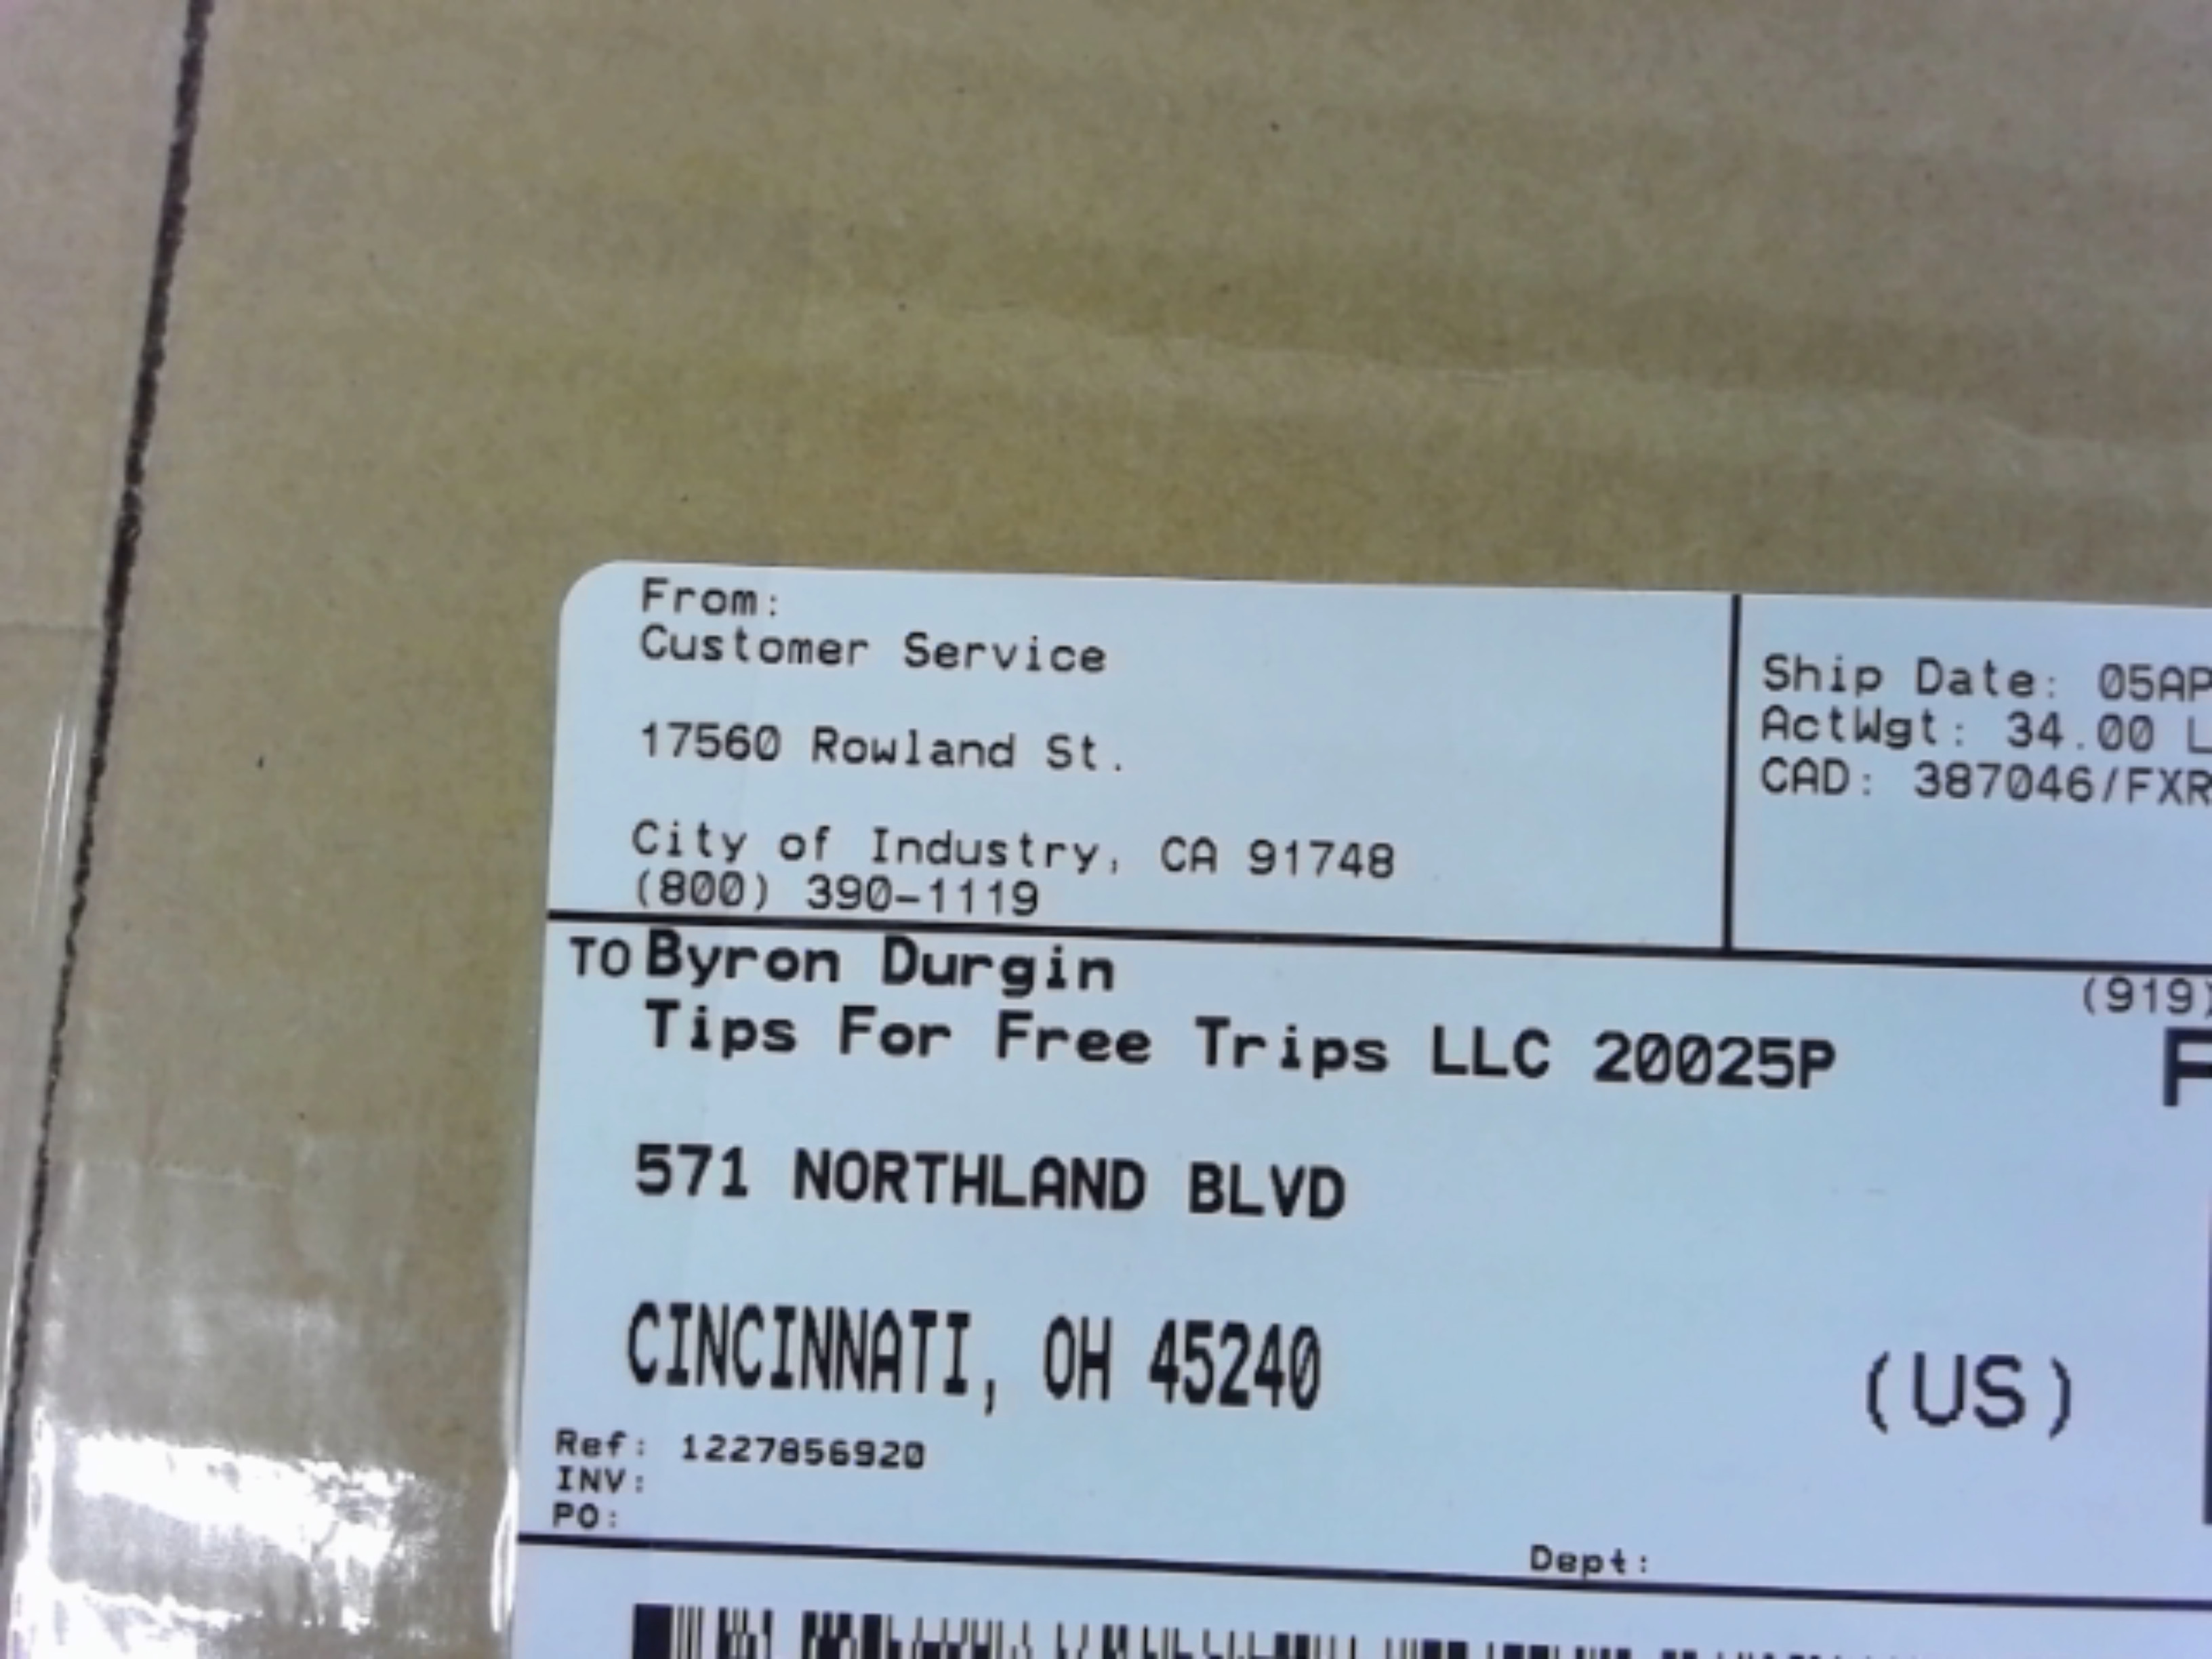 From:
Customer Service
17560 Rowland St.
City of Industry, CA 91748
(800) 390-1119
Ship Date: 05AP
ActWgt: 34.00 L
CAD: 387046/FXR
TO Byron Durgin
Tips For Free Trips LLC 20025P
(919)
F
571 NORTHLAND BLVD
CINCINNATI, OH 45240
(US)
Ref: 1227856920
INV:
PO:
Dept: